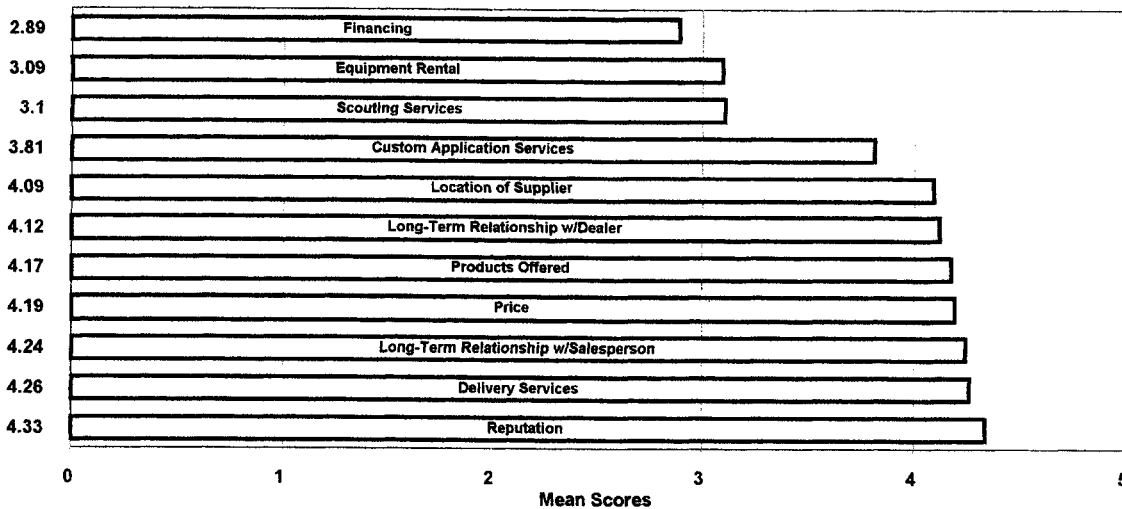 2.89 Financing
3.09 Equipment Rental
3.1 Scouting Services
3.81 Custom Application Services
4.09 Location of Supplier
4.12 Long-Term Relationship w/Dealer
4.17 Products Offered
4.19 Price
4.24 Long-Term Relationship w/Salesperson
4.26 Delivery Services
4.33 Reputation
0 1 2 3 4 5
Mean Scores